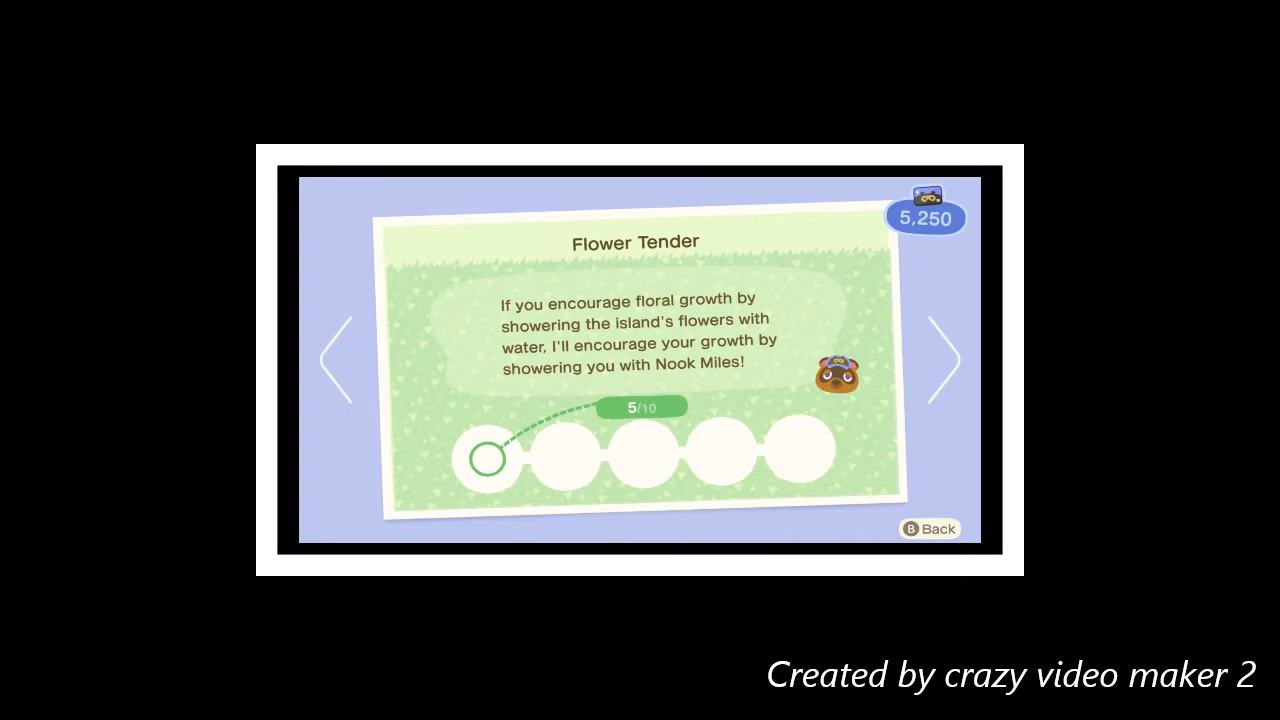 5,250
Flower Tender
If you encourage floral growth by
showering the island's flowers with
water, I'll encourage your growth by
showering you with Nook Miles!
5/10
B Back
Created by crazy video maker 2